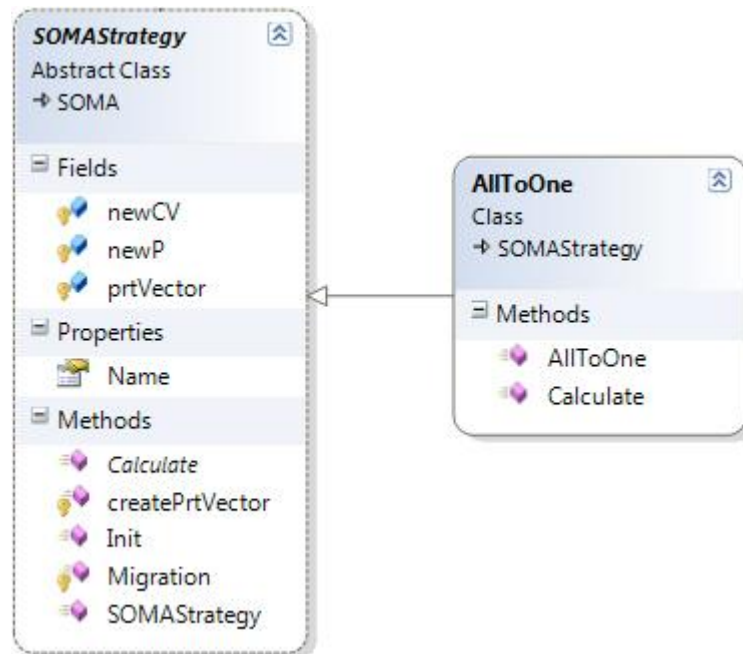 SOMAStrategy
Abstract Class
SOMA
Fields
newCV
newP
prtVector
Properties
Name
Methods
Calculate
createPrtVector
Init
Migration
SOMAStrategy
AllToOne
Class
SOMAStrategy
Methods
AllToOne
Calculate